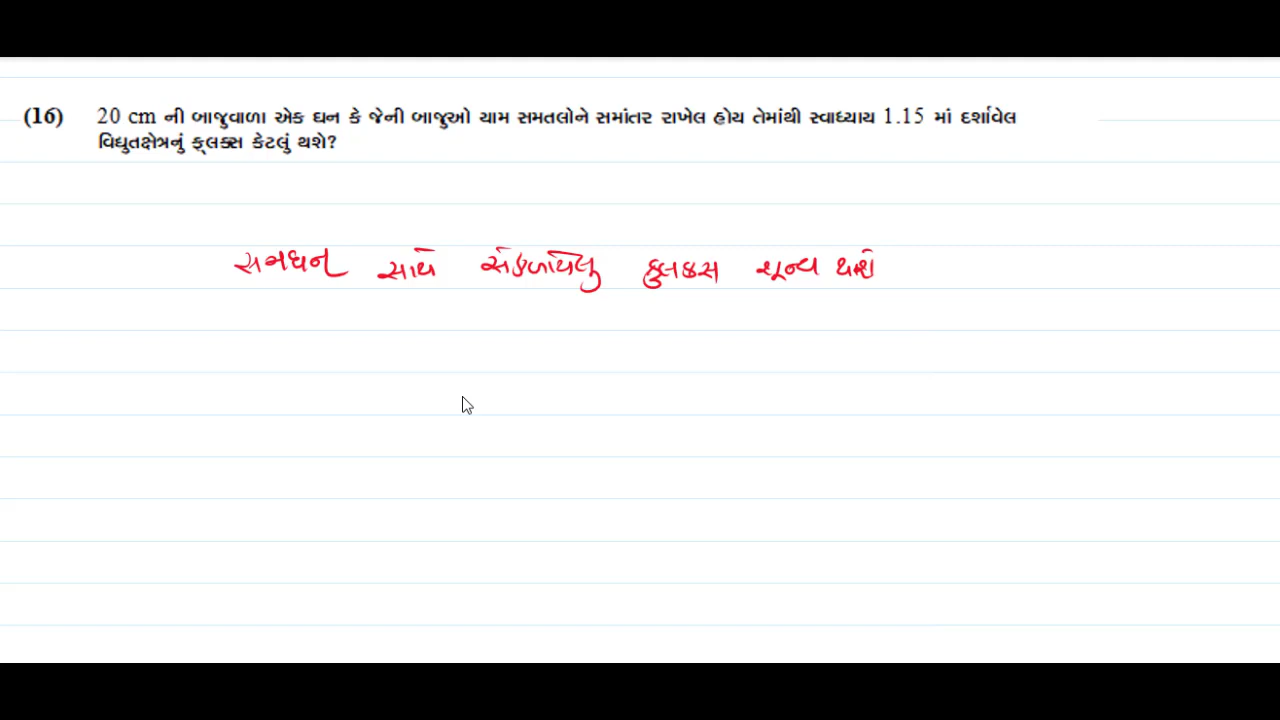 (16) 20 cm ની બાજુવાળા એક ઘન કે જેની બાજુઓ યામ સમતલોને સમાંતર રાખેલ હોય તેમાંથી સ્વાધ્યાય 1.15 માં દર્શાવેલ
વિદ્યુતક્ષેત્રનું ફ્લક્સ કેટલું થશે?
સમઘન સાથે સંકળાયેલુ ફલક્સ શૂન્ય થશે